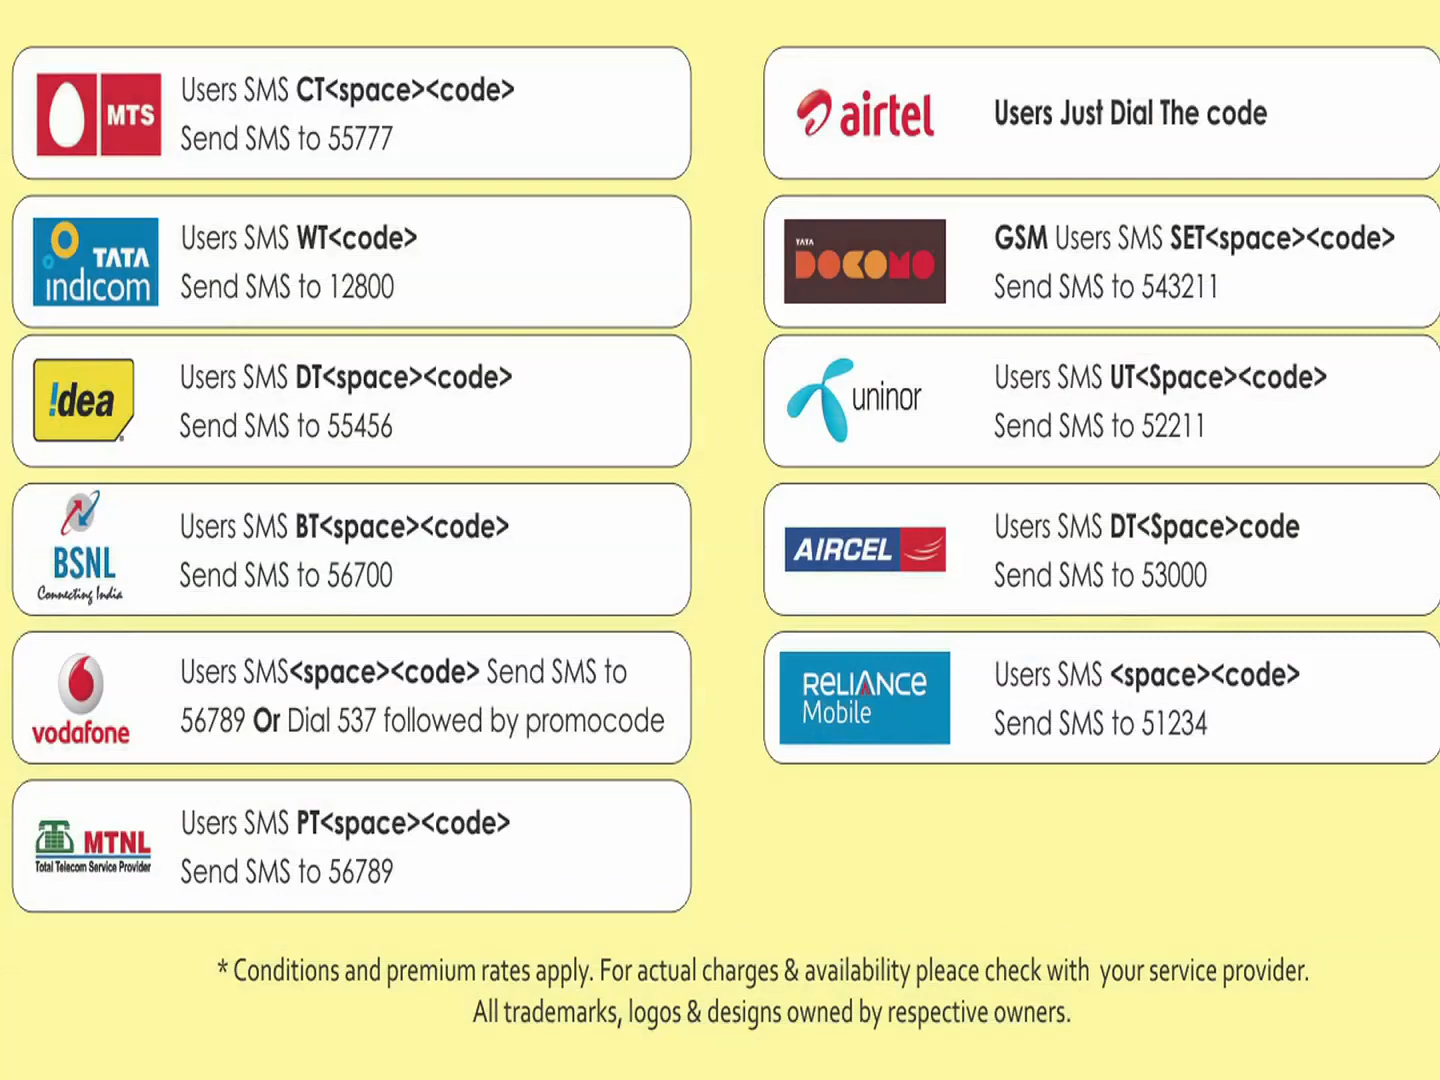 MTS
Users SMS CT<space><code>
Send SMS to 55777
TATA
indicom
Users SMS WT<code>
Send SMS to 12800
!dea
Users SMS DT<space><code>
Send SMS to 55456
BSNL
Connecting India
Users SMS BT<space><code>
Send SMS to 56700
vodafone
Users SMS<space><code> Send SMS to
56789 Or Dial 537 followed by promocode
MTNL
Total Telecom Service Provider
Users SMS PT<space><code>
Send SMS to 56789
airtel
Users Just Dial The code
TATA
DOCOMO
GSM Users SMS SET<space><code>
Send SMS to 543211
uninor
Users SMS UT<Space><code>
Send SMS to 52211
AIRCEL
Users SMS DT<Space>code
Send SMS to 53000
RELIANCe
Mobile
Users SMS <space><code>
Send SMS to 51234
* Conditions and premium rates apply. For actual charges & availability pleace check with your service provider.
All trademarks, logos & designs owned by respective owners.